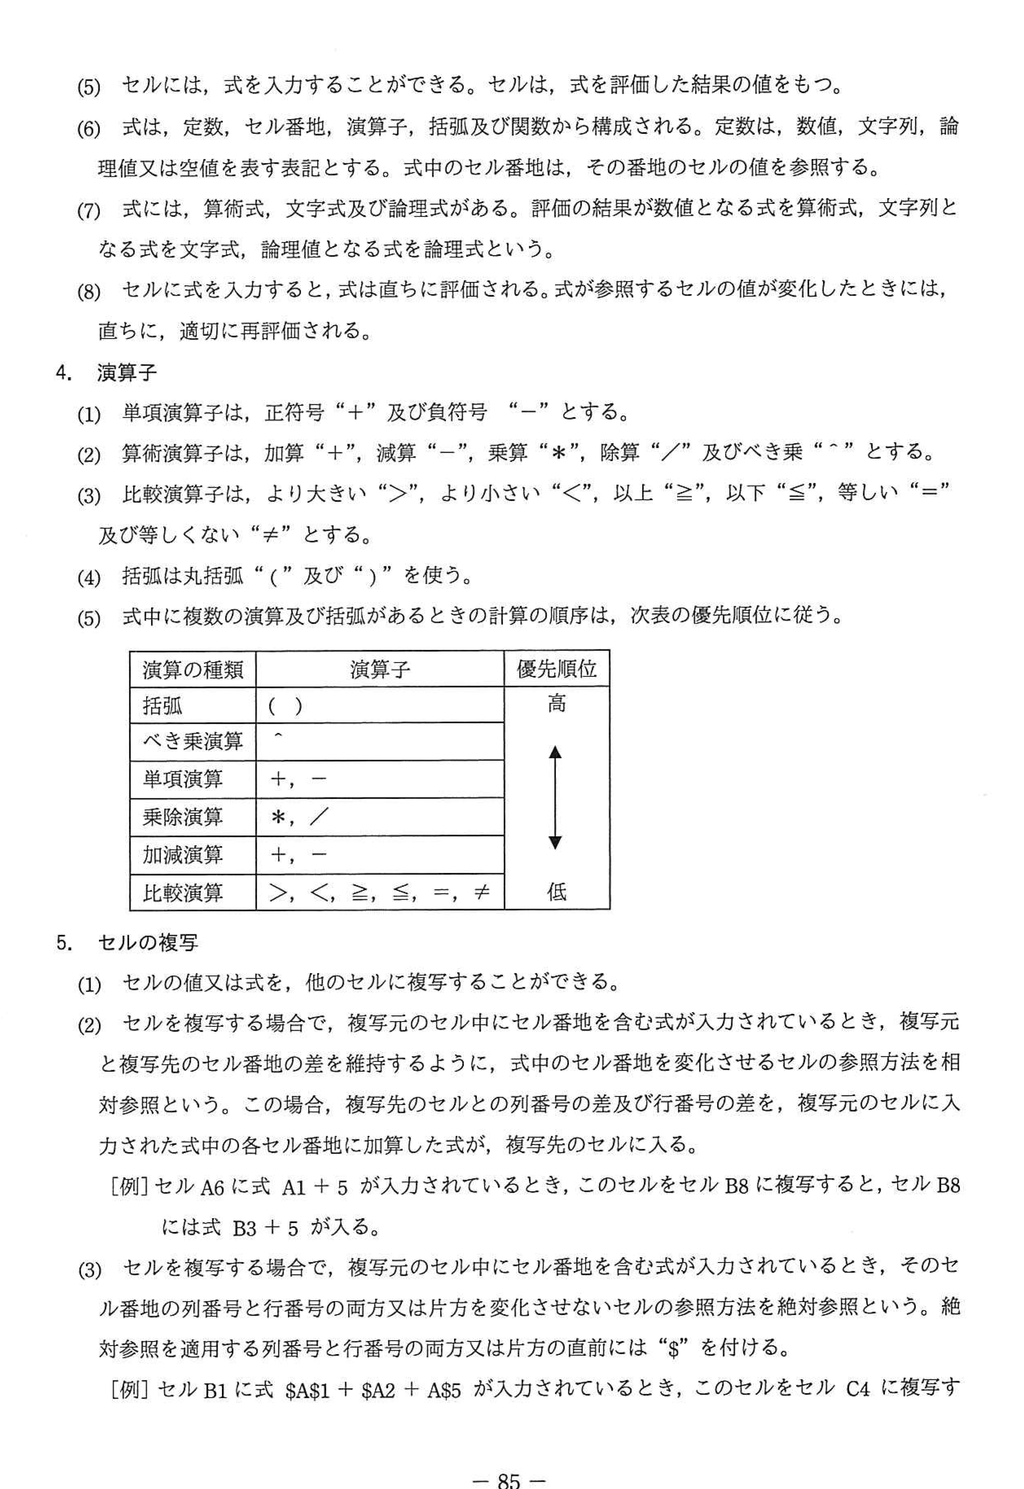 (5) セルには，式を入力することができる。セルは，式を評価した結果の値をもつ。
(6) 式は，定数，セル番地，演算子，括弧及び関数から構成される。定数は，数値，文字列，論
理値又は空値を表す表記とする。式中のセル番地は，その番地のセルの値を参照する。
(7) 式には，算術式，文字式及び論理式がある。評価の結果が数値となる式を算術式，文字列と
なる式を文字式，論理値となる式を論理式という。
(8) セルに式を入力すると，式は直ちに評価される。式が参照するセルの値が変化したときには，
直ちに，適切に再評価される。
4. 演算子
(1) 単項演算子は，正符号 “＋” 及び負符号 “－” とする。
(2) 算術演算子は，加算 “＋”，減算 “－”，乗算 “＊”，除算 “／” 及びべき乗 “＾” とする。
(3) 比較演算子は，より大きい “＞”，より小さい “＜”，以上 “≧”，以下 “≦”，等しい “＝”
及び等しくない “≠” とする。
(4) 括弧は丸括弧 “（” 及び “）” を使う。
(5) 式中に複数の演算及び括弧があるときの計算の順序は，次表の優先順位に従う。
演算の種類 演算子 優先順位
括弧 （ ） 高
べき乗演算 ＾
単項演算 ＋，－
乗除演算 ＊，／
加減演算 ＋，－
比較演算 ＞，＜，≧，≦，＝，≠ 低
5. セルの複写
(1) セルの値又は式を，他のセルに複写することができる。
(2) セルを複写する場合で，複写元のセル中にセル番地を含む式が入力されているとき，複写元
と複写先のセル番地の差を維持するように，式中のセル番地を変化させるセルの参照方法を相
対参照という。この場合，複写先のセルとの列番号の差及び行番号の差を，複写元のセルに入
力された式中の各セル番地に加算した式が，複写先のセルに入る。
［例］セル A6 に式 A1 ＋ 5 が入力されているとき，このセルをセル B8 に複写すると，セル B8
には式 B3 ＋ 5 が入る。
(3) セルを複写する場合で，複写元のセル中にセル番地を含む式が入力されているとき，そのセ
ル番地の列番号と行番号の両方又は片方を変化させないセルの参照方法を絶対参照という。絶
対参照を適用する列番号と行番号の両方又は片方の直前には “$” を付ける。
［例］セル B1 に式 $A$1 ＋ $A2 ＋ A$5 が入力されているとき，このセルをセル C4 に複写す
－ 85 －